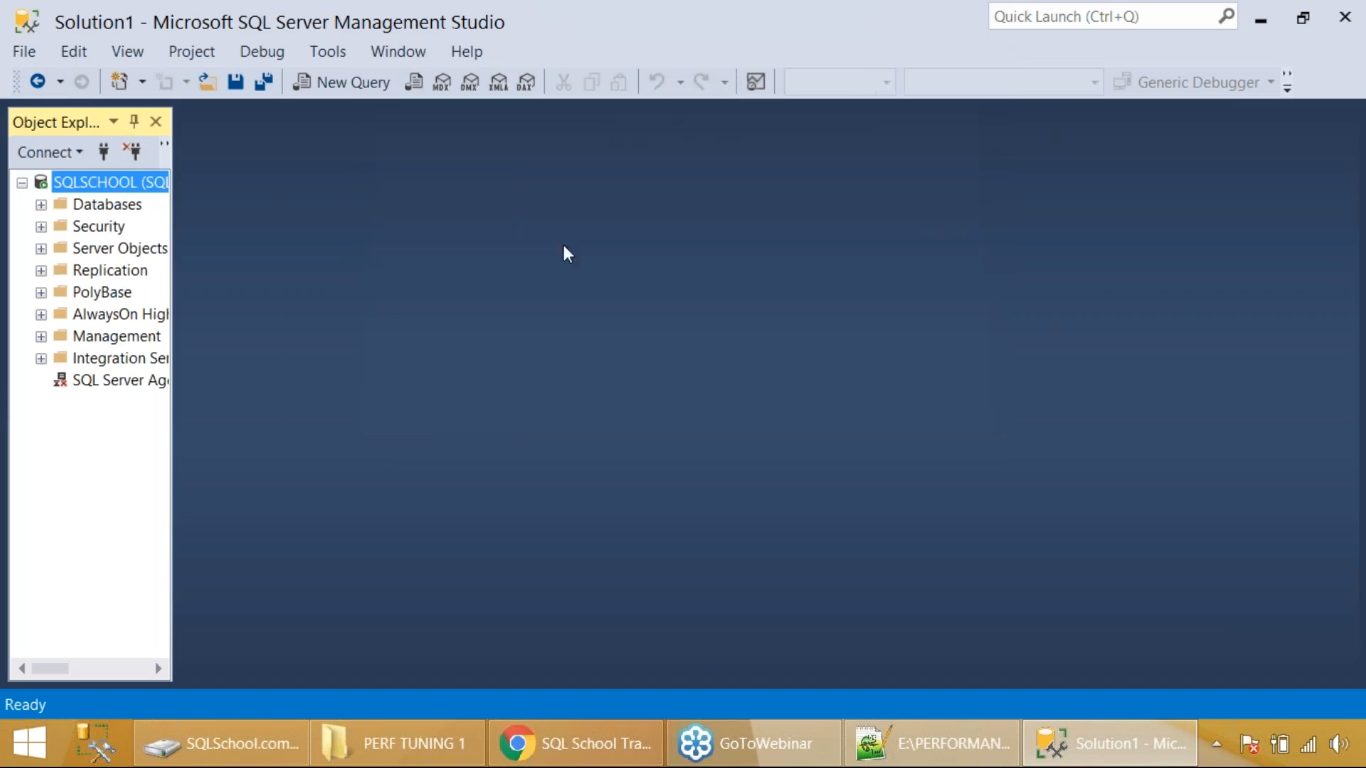 Solution1 - Microsoft SQL Server Management Studio
Quick Launch (Ctrl+Q)
File Edit View Project Debug Tools Window Help
New Query MDX DMX XMLA DAX Generic Debugger
Object Expl...
Connect
SQLSCHOOL (SQL
Databases
Security
Server Objects
Replication
PolyBase
AlwaysOn High
Management
Integration Ser
SQL Server Age
Ready
SQLSchool.com... PERF TUNING 1 SQL School Tra... GoToWebinar E:\PERFORMAN... Solution1 - Mic...